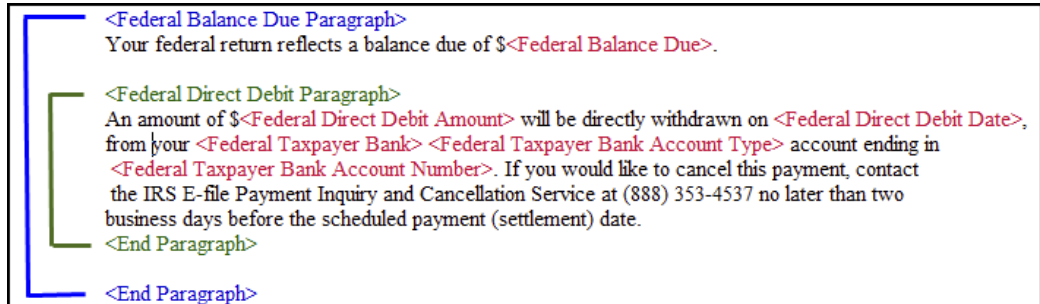 <Federal Balance Due Paragraph>
Your federal return reflects a balance due of $<Federal Balance Due>.
<Federal Direct Debit Paragraph>
An amount of $<Federal Direct Debit Amount> will be directly withdrawn on <Federal Direct Debit Date>,
from your <Federal Taxpayer Bank> <Federal Taxpayer Bank Account Type> account ending in
<Federal Taxpayer Bank Account Number>. If you would like to cancel this payment, contact
the IRS E-file Payment Inquiry and Cancellation Service at (888) 353-4537 no later than two
business days before the scheduled payment (settlement) date.
<End Paragraph>
<End Paragraph>